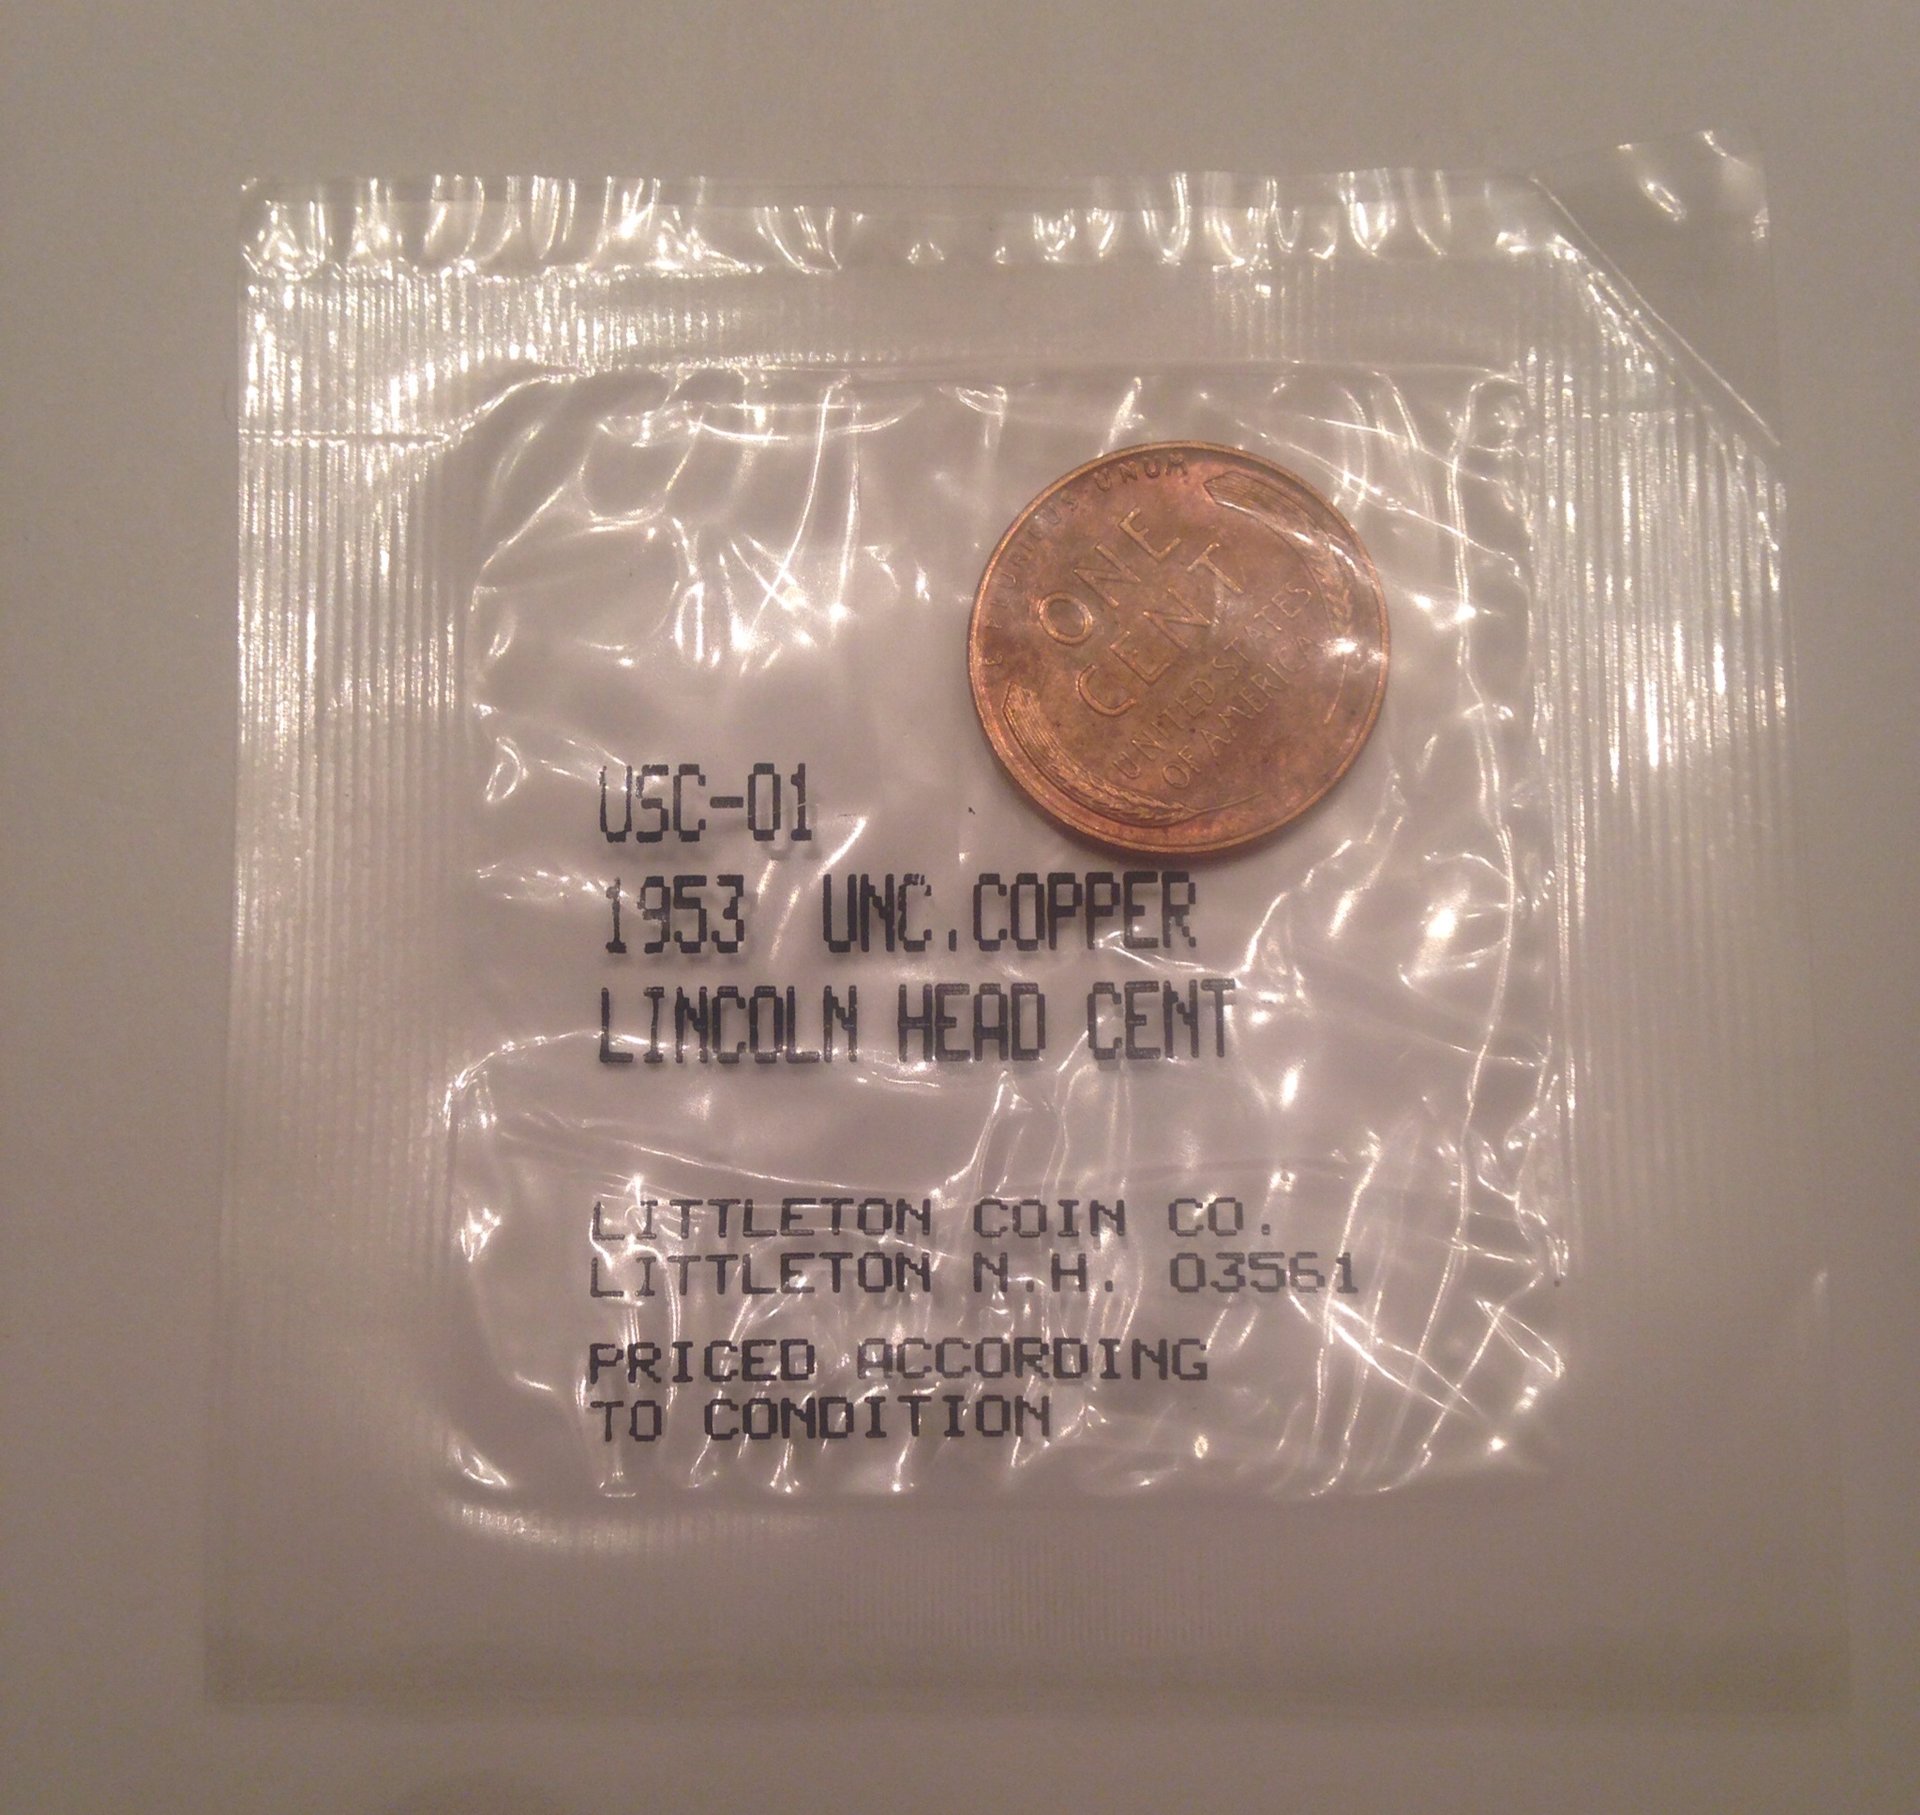 E PLURIBUS UNUM
ONE
CENT
UNITED STATES
OF AMERICA
USC-01
1953 UNC.COPPER
LINCOLN HEAD CENT
LITTLETON COIN CO.
LITTLETON N.H. 03561
PRICED ACCORDING
TO CONDITION